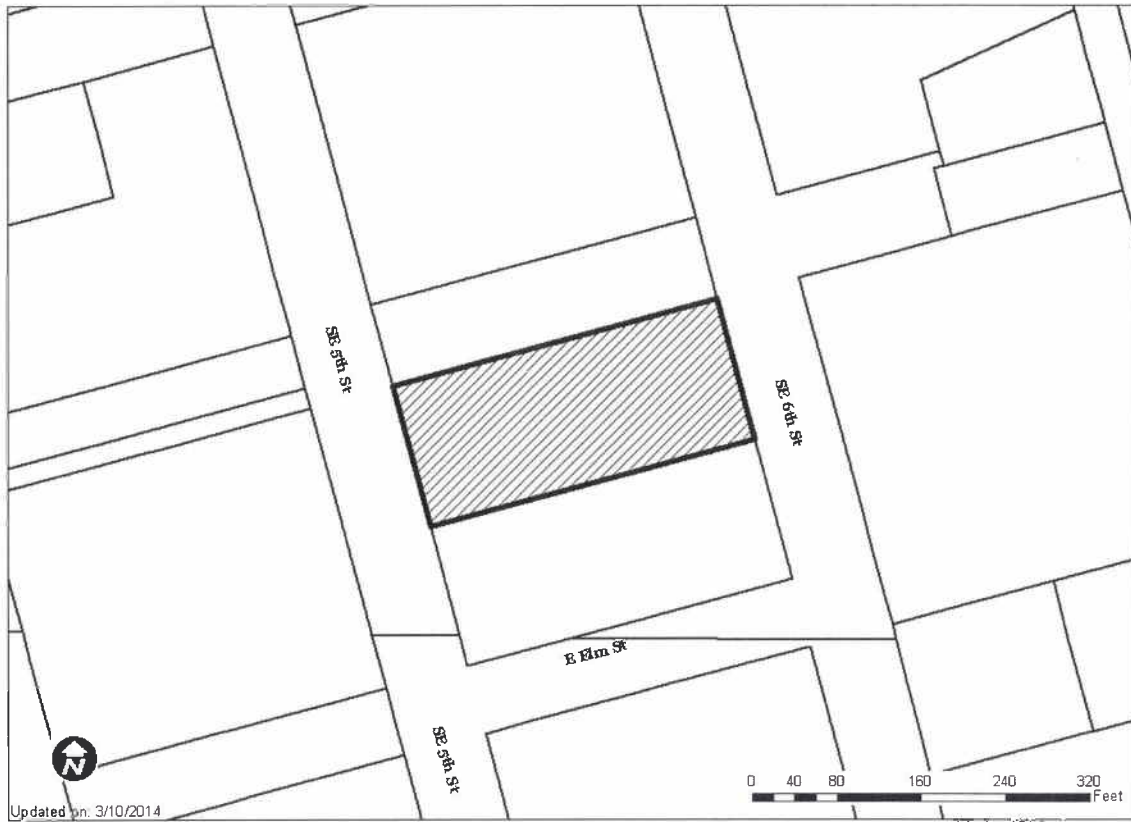 SE 5th St
SE 6th St
E Elm St
SE 5th St
N
0 40 80 160 240 320
Feet
Updated on: 3/10/2014